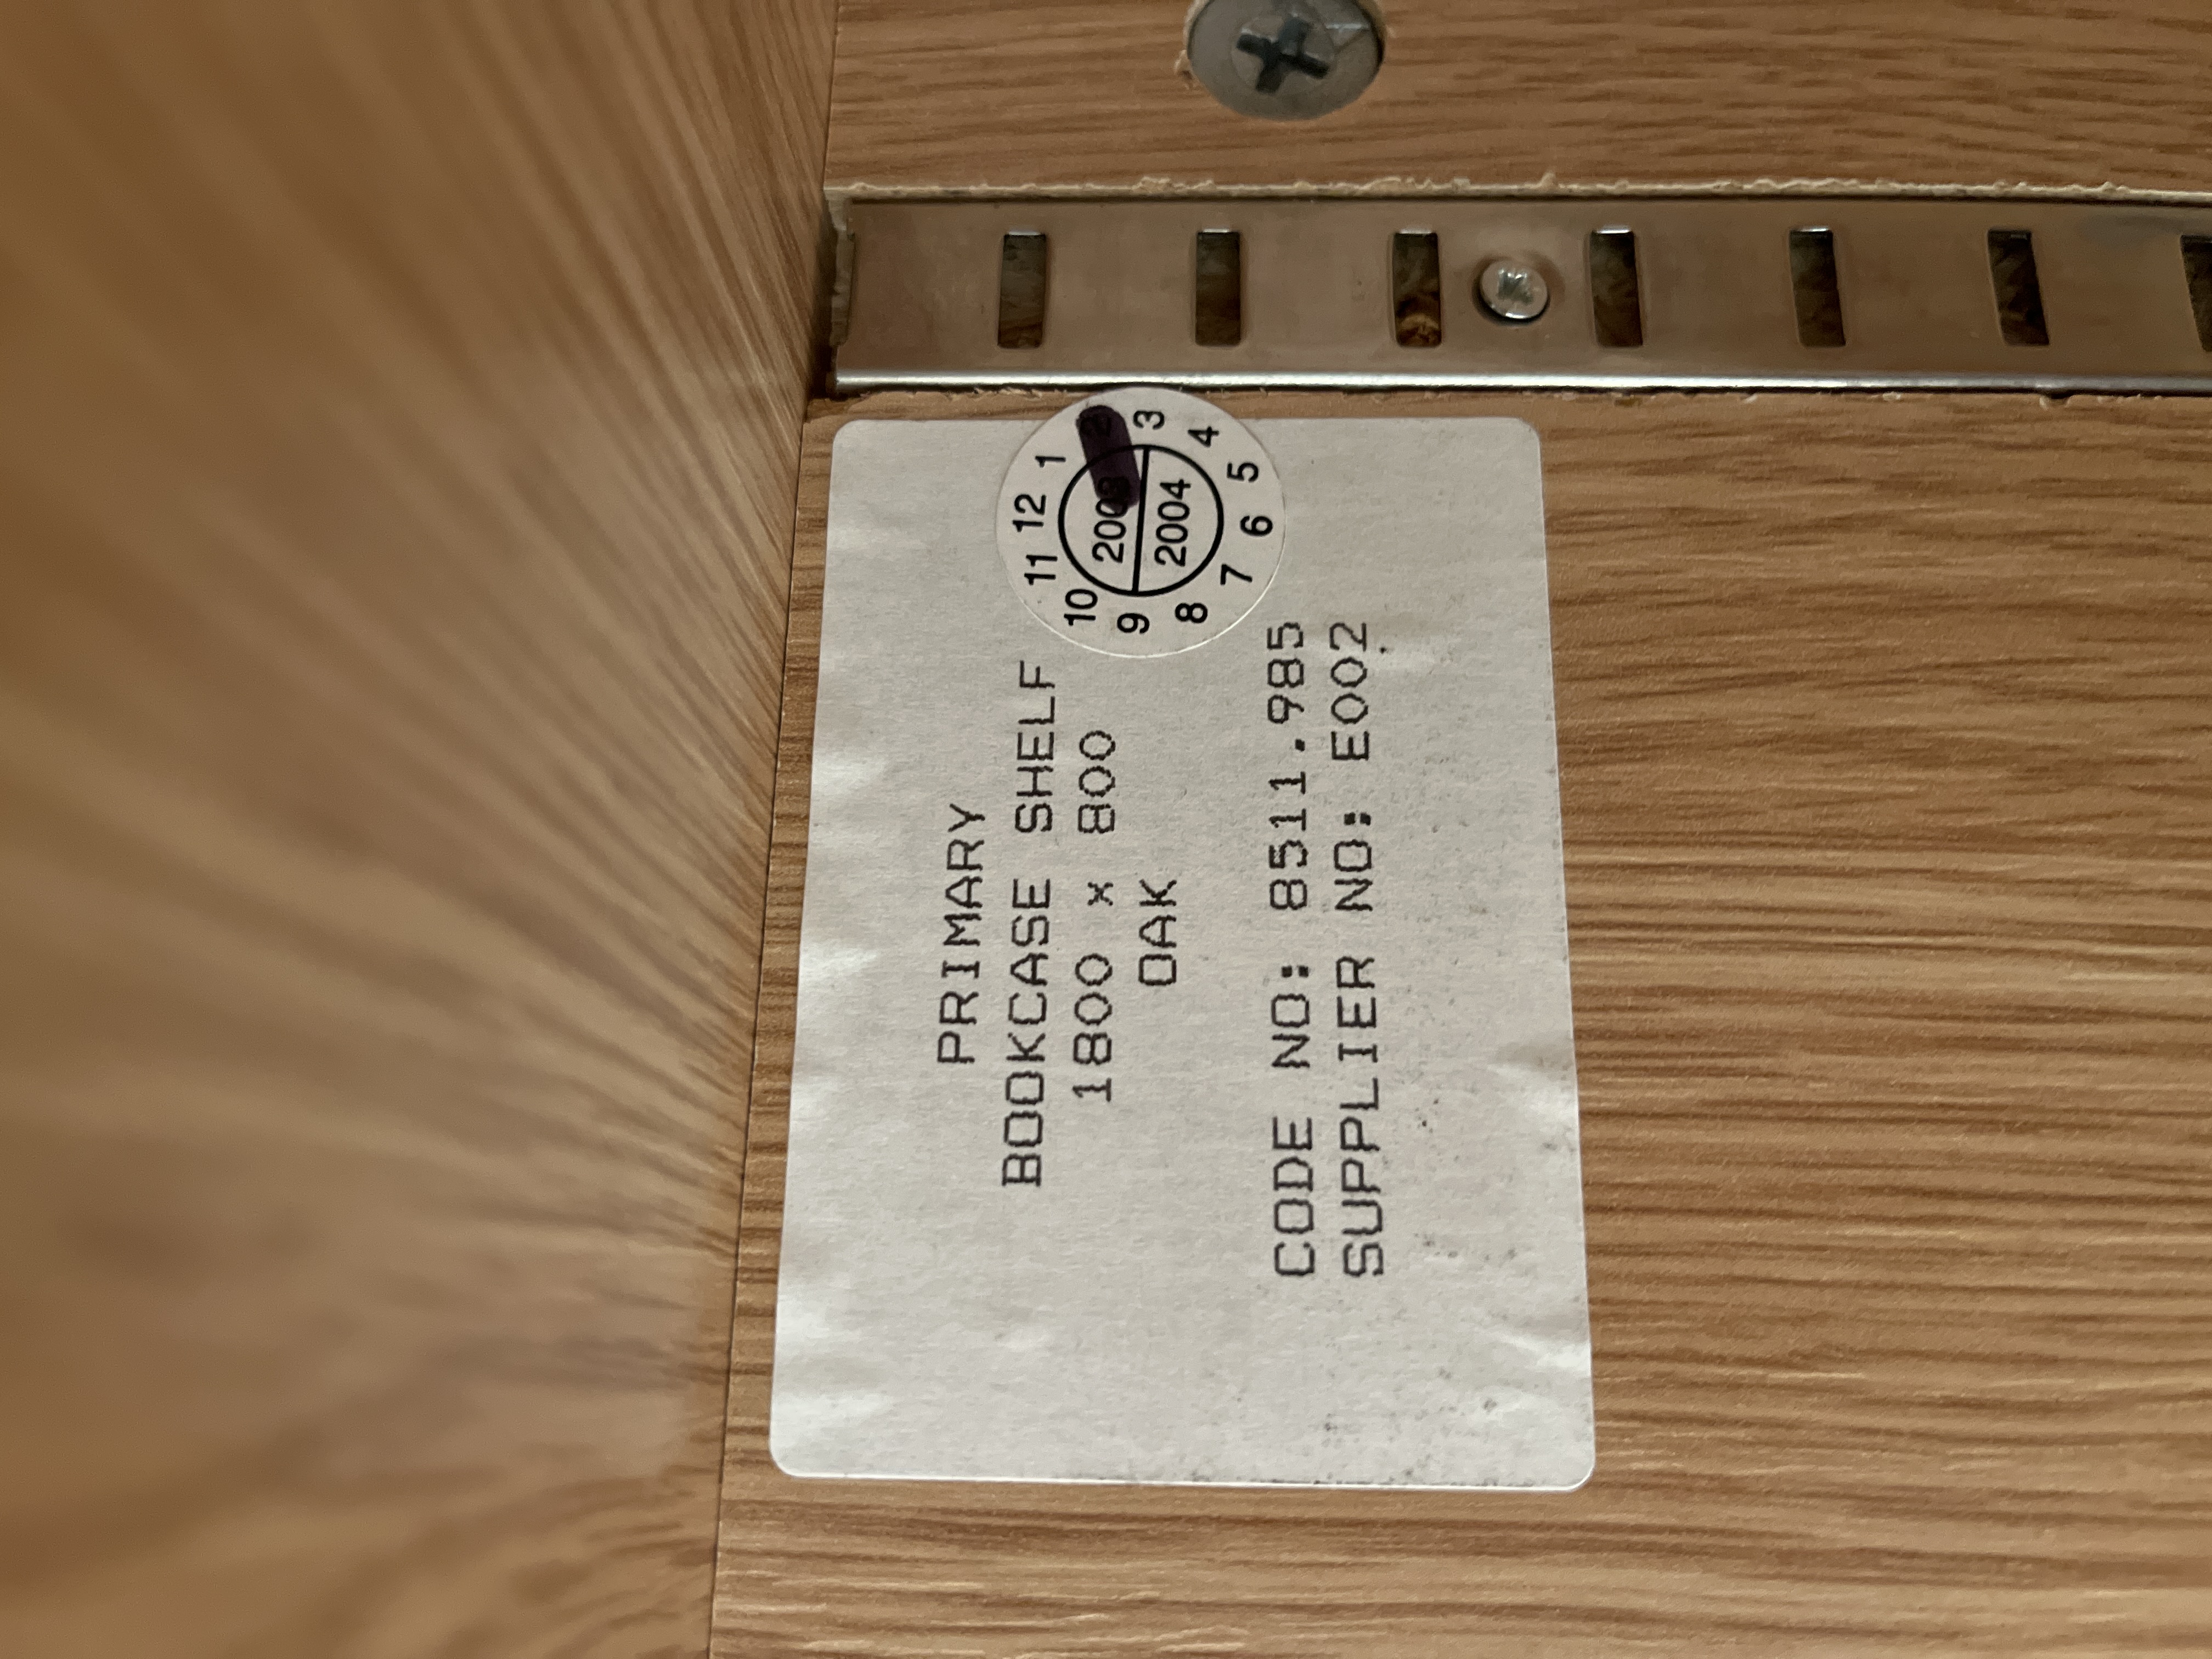 PRIMARY
BOOKCASE SHELF
1800 x 800
OAK
CODE NO: 8511.985
SUPPLIER NO: E002
1
3
4
5
6
7
8
9
10
11
12
2004